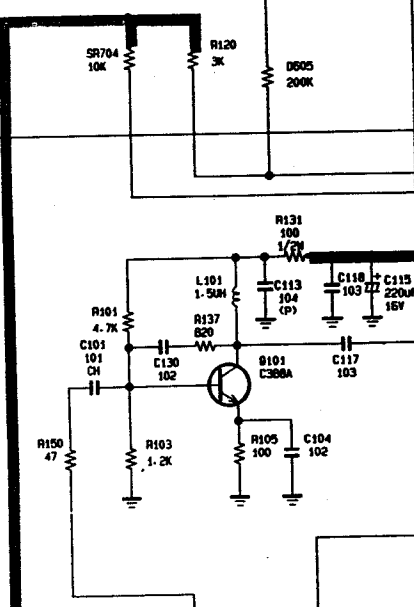 SR704
10K
R120
3K
D605
200K
R131
100
1/2W
L101
1.5UH
C113
104
(P)
C118
103
C115
220uF
16V
R101
4.7K
R137
820
C101
101
CH
C130
102
Q101
C388A
C117
103
R150
47
R103
1.2K
R105
100
C104
102